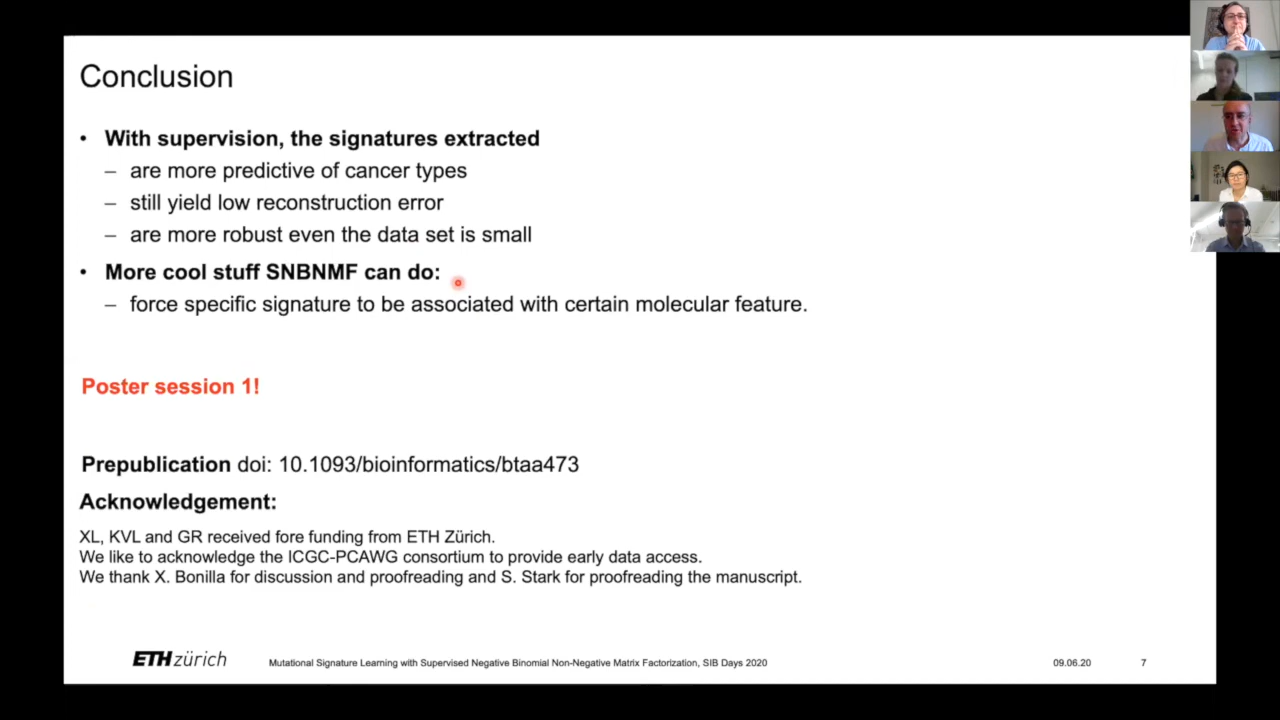 Conclusion
• With supervision, the signatures extracted
– are more predictive of cancer types
– still yield low reconstruction error
– are more robust even the data set is small
• More cool stuff SNBNMF can do:
– force specific signature to be associated with certain molecular feature.
Poster session 1!
Prepublication doi: 10.1093/bioinformatics/btaa473
Acknowledgement:
XL, KVL and GR received fore funding from ETH Zürich.
We like to acknowledge the ICGC-PCAWG consortium to provide early data access.
We thank X. Bonilla for discussion and proofreading and S. Stark for proofreading the manuscript.
ETH zürich Mutational Signature Learning with Supervised Negative Binomial Non-Negative Matrix Factorization, SIB Days 2020 09.06.20 7